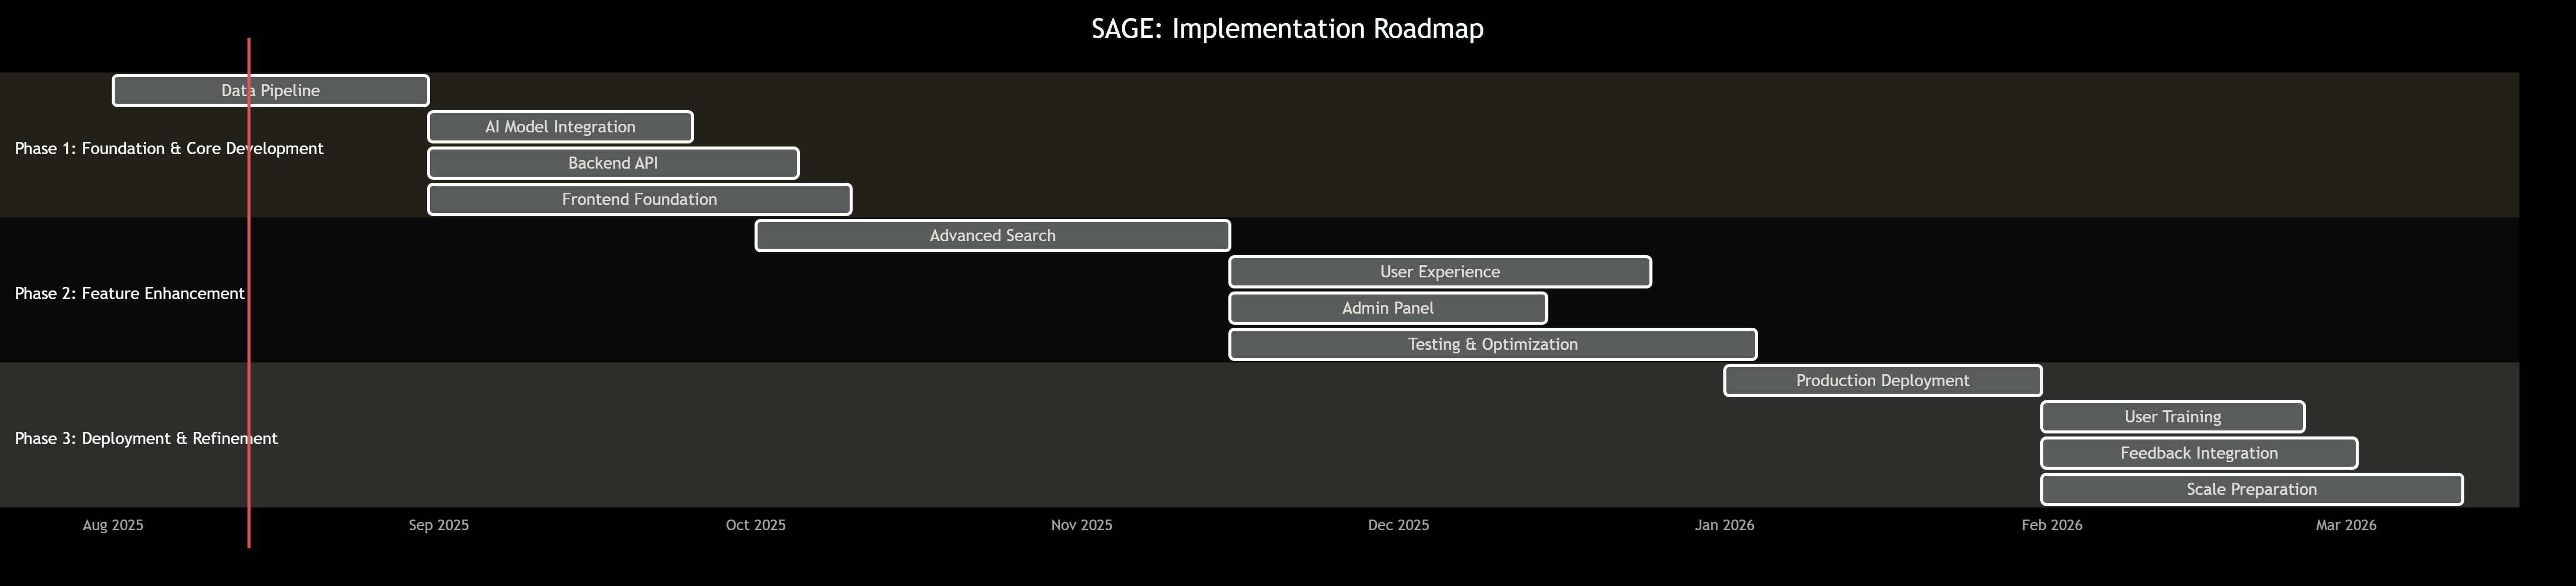 SAGE: Implementation Roadmap
Data Pipeline
AI Model Integration
Phase 1: Foundation & Core Development
Backend API
Frontend Foundation
Advanced Search
User Experience
Phase 2: Feature Enhancement
Admin Panel
Testing & Optimization
Production Deployment
User Training
Phase 3: Deployment & Refinement
Feedback Integration
Scale Preparation
Aug 2025 Sep 2025 Oct 2025 Nov 2025 Dec 2025 Jan 2026 Feb 2026 Mar 2026